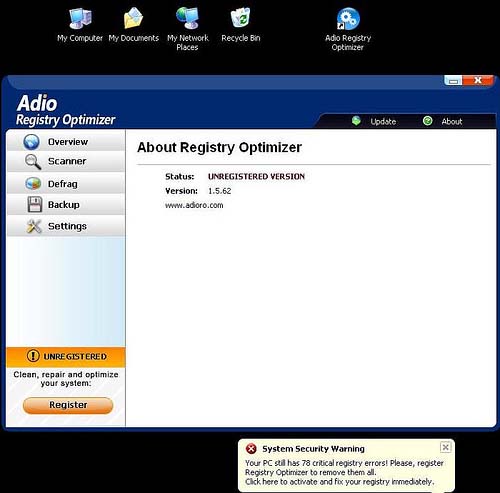 My Computer
My Documents
My Network
Places
Recycle Bin
Adio Registry
Optimizer
Adio
Registry Optimizer
Update
About
Overview
Scanner
Defrag
Backup
Settings
About Registry Optimizer
Status: UNREGISTERED VERSION
Version: 1.5.62
www.adioro.com
UNREGISTERED
Clean, repair and optimize
your system:
Register
System Security Warning
Your PC still has 78 critical registry errors! Please, register
Registry Optimizer to remove them all.
Click here to activate and fix your registry immediately.